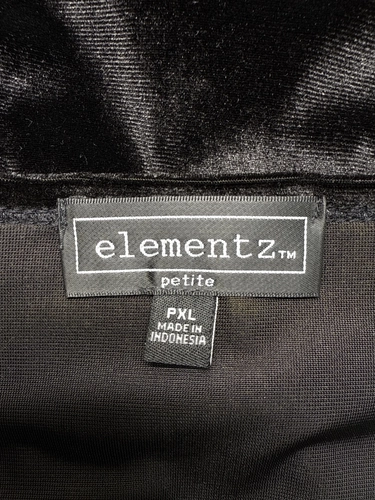 elementz™
petite
PXL
MADE IN
INDONESIA